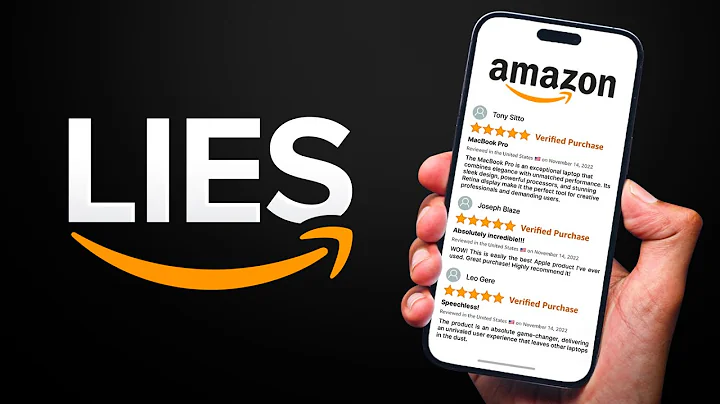 LIES
amazon
Tony Sitto
Verified Purchase
MacBook Pro
Reviewed in the United States 🇺🇸 on November 14, 2022
The MacBook Pro is an exceptional laptop that
combines elegance with unmatched performance. Its
sleek design, powerful processors, and stunning
Retina display make it the perfect tool for creative
professionals and demanding users.
Joseph Blaze
Verified Purchase
Absolutely incredible!!!
Reviewed in the United States 🇺🇸 on November 14, 2022
WOW! This is easily the best Apple product I've ever
used. Great purchase! Highly recommend it!
Leo Gere
Verified Purchase
Speechless!
Reviewed in the United States 🇺🇸 on November 14, 2022
The product is an absolute game-changer, delivering
an unrivaled user experience that leaves other laptops
in the dust.